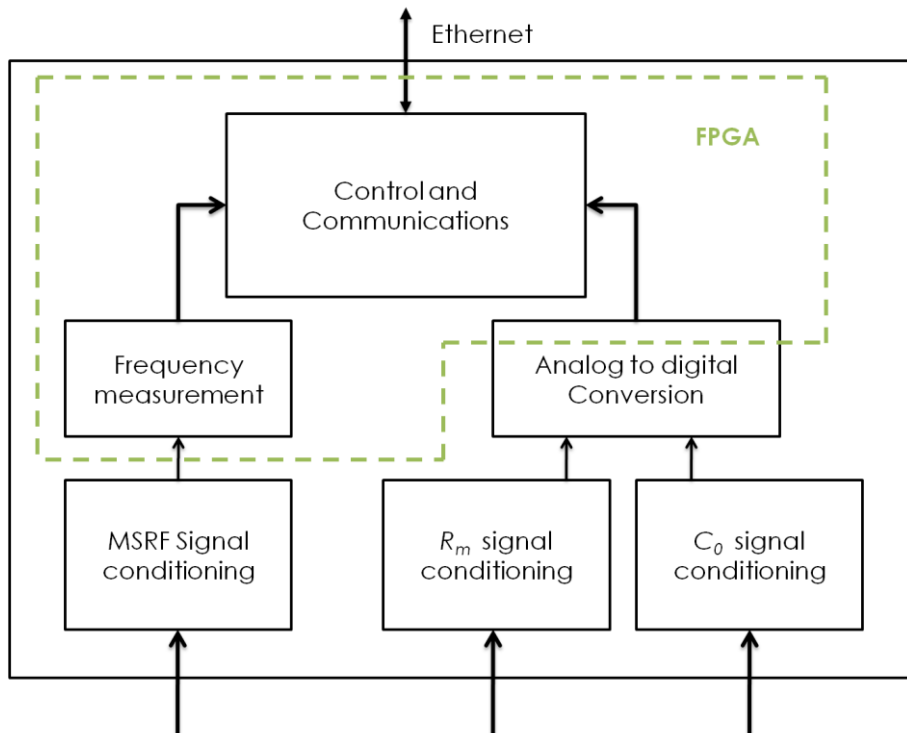 Ethernet
FPGA
Control and
Communications
Frequency
measurement
Analog to digital
Conversion
MSRF Signal
conditioning
Rm signal
conditioning
C0 signal
conditioning